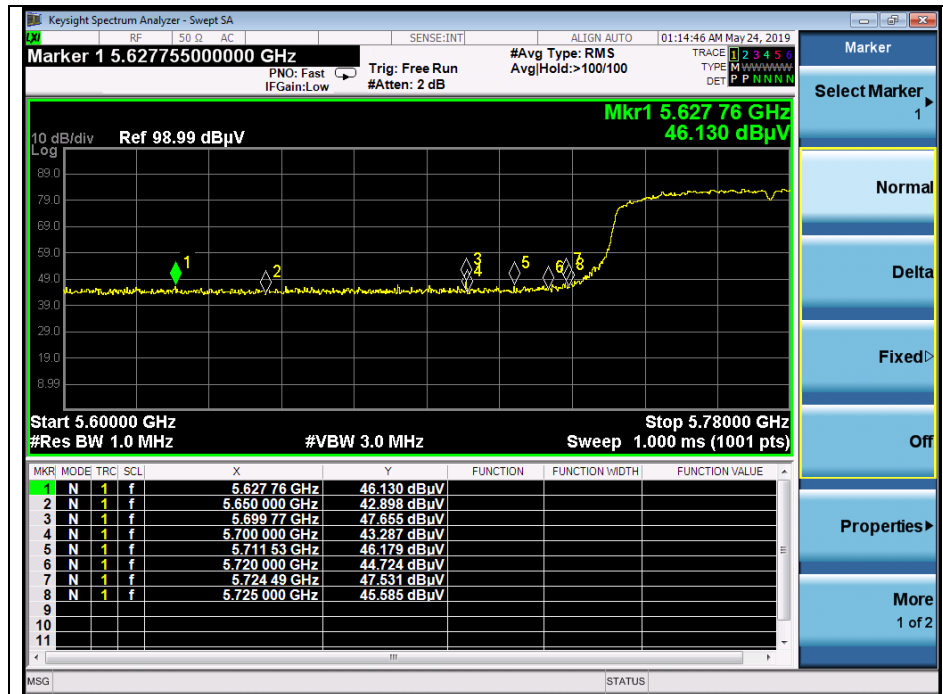 Keysight Spectrum Analyzer - Swept SA
LXI RF 50 Ω AC SENSE:INT ALIGN AUTO 01:14:46 AM May 24, 2019
Marker 1 5.627755000000 GHz
PNO: Fast
IFGain:Low
Trig: Free Run
#Atten: 2 dB
#Avg Type: RMS
Avg|Hold:>100/100
TRACE 1 2 3 4 5 6
TYPE M WWWWW
DET P P N N N N
Mkr1 5.627 76 GHz
46.130 dBµV
10 dB/div Ref 98.99 dBµV
Log
89.0
79.0
69.0
59.0
49.0
39.0
29.0
19.0
8.99
1
2
3
4
5
6
7
8
Start 5.60000 GHz Stop 5.78000 GHz
#Res BW 1.0 MHz #VBW 3.0 MHz Sweep 1.000 ms (1001 pts)
MKR MODE TRC SCL X Y FUNCTION FUNCTION WIDTH FUNCTION VALUE
1 N 1 f 5.627 76 GHz 46.130 dBµV
2 N 1 f 5.650 000 GHz 42.898 dBµV
3 N 1 f 5.699 77 GHz 47.655 dBµV
4 N 1 f 5.700 000 GHz 43.287 dBµV
5 N 1 f 5.711 53 GHz 46.179 dBµV
6 N 1 f 5.720 000 GHz 44.724 dBµV
7 N 1 f 5.724 49 GHz 47.531 dBµV
8 N 1 f 5.725 000 GHz 45.585 dBµV
9
10
11
MSG STATUS
Marker
Select Marker
1
Normal
Delta
Fixed
Off
Properties
More
1 of 2